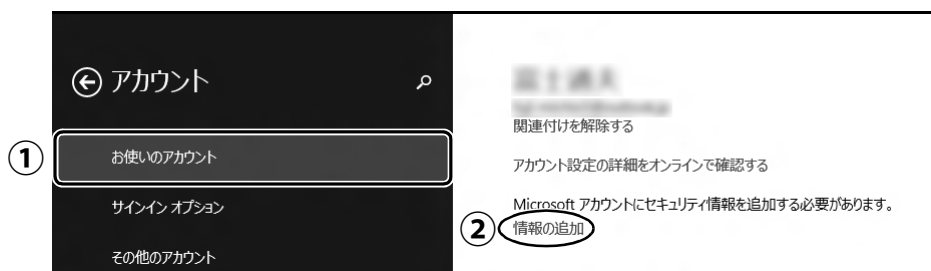 アカウント
① お使いのアカウント
サインイン オプション
その他のアカウント
関連付けを解除する
アカウント設定の詳細をオンラインで確認する
Microsoft アカウントにセキュリティ情報を追加する必要があります。
② 情報の追加